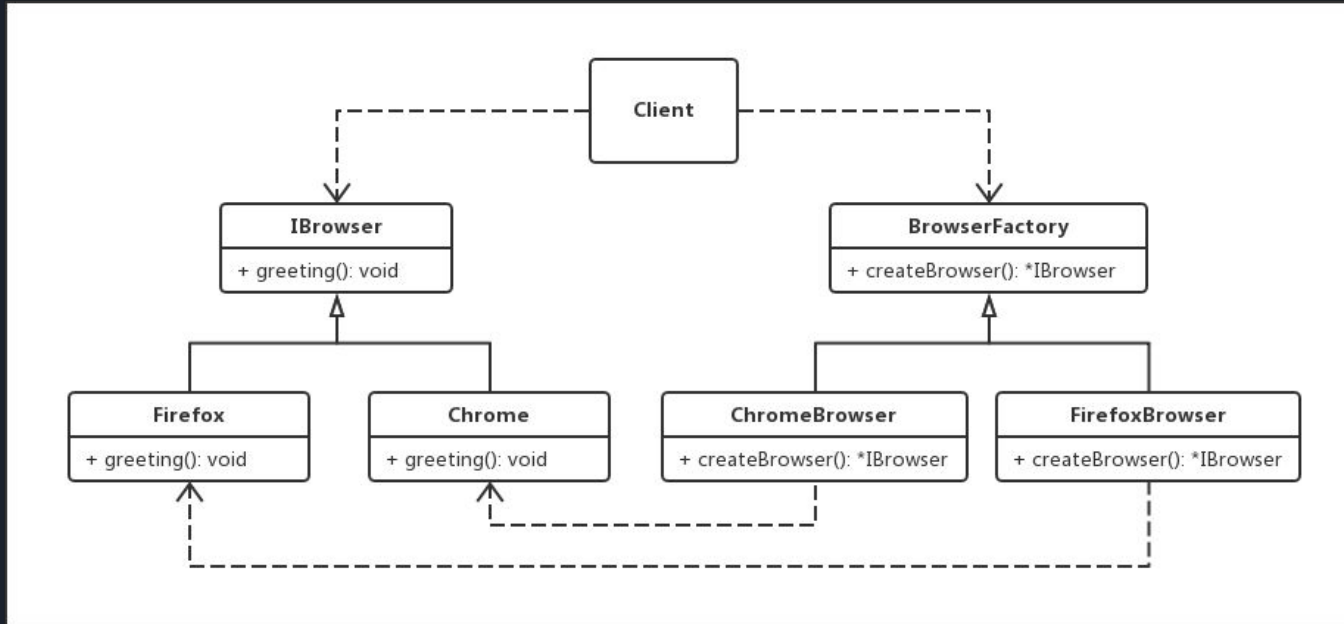 Client
IBrowser
+ greeting(): void
BrowserFactory
+ createBrowser(): *IBrowser
Firefox
+ greeting(): void
Chrome
+ greeting(): void
ChromeBrowser
+ createBrowser(): *IBrowser
FirefoxBrowser
+ createBrowser(): *IBrowser